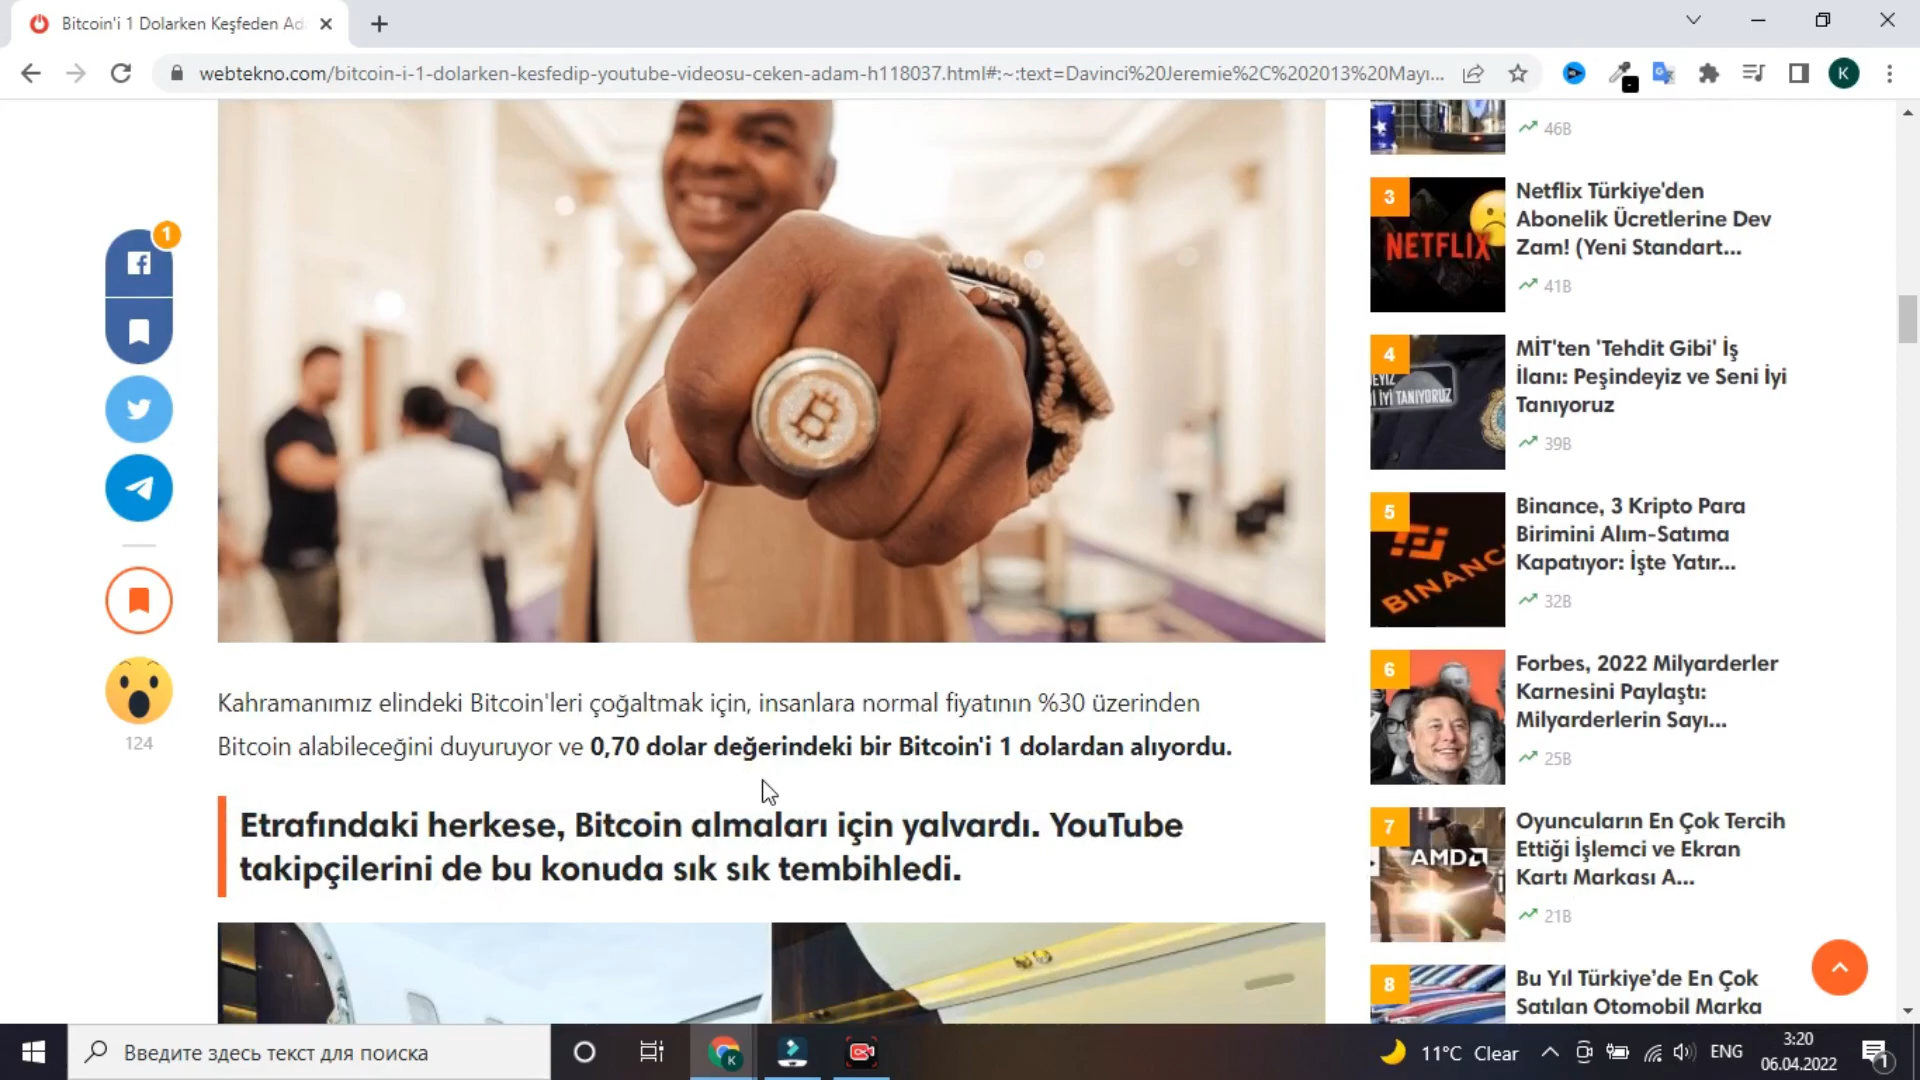 Bitcoin'i 1 Dolarken Keşfeden Ad
webtekno.com/bitcoin-i-1-dolarken-kesfedip-youtube-videosu-ceken-adam-h118037.html#:~:text=Davinci%20Jeremie%2C%202013%20Mayı...
K
1
124
Kahramanımız elindeki Bitcoin'leri çoğaltmak için, insanlara normal fiyatının %30 üzerinden
Bitcoin alabileceğini duyuruyor ve 0,70 dolar değerindeki bir Bitcoin'i 1 dolardan alıyordu.
Etrafındaki herkese, Bitcoin almaları için yalvardı. YouTube
takipçilerini de bu konuda sık sık tembihledi.
46B
3
NETFLIX
Netflix Türkiye'den
Abonelik Ücretlerine Dev
Zam! (Yeni Standart...
41B
4
İYİ TANIYORUZ
MİT'ten 'Tehdit Gibi' İş
İlanı: Peşindeyiz ve Seni İyi
Tanıyoruz
39B
5
BINANC
Binance, 3 Kripto Para
Birimini Alım-Satıma
Kapatıyor: İşte Yatır...
32B
6
Forbes, 2022 Milyarderler
Karnesini Paylaştı:
Milyarderlerin Sayı...
25B
7
AMD
Oyuncuların En Çok Tercih
Ettiği İşlemci ve Ekran
Kartı Markası A...
21B
8
Bu Yıl Türkiye'de En Çok
Satılan Otomobil Marka
Введите здесь текст для поиска
K
11°C Clear
ENG
3:20
06.04.2022
1